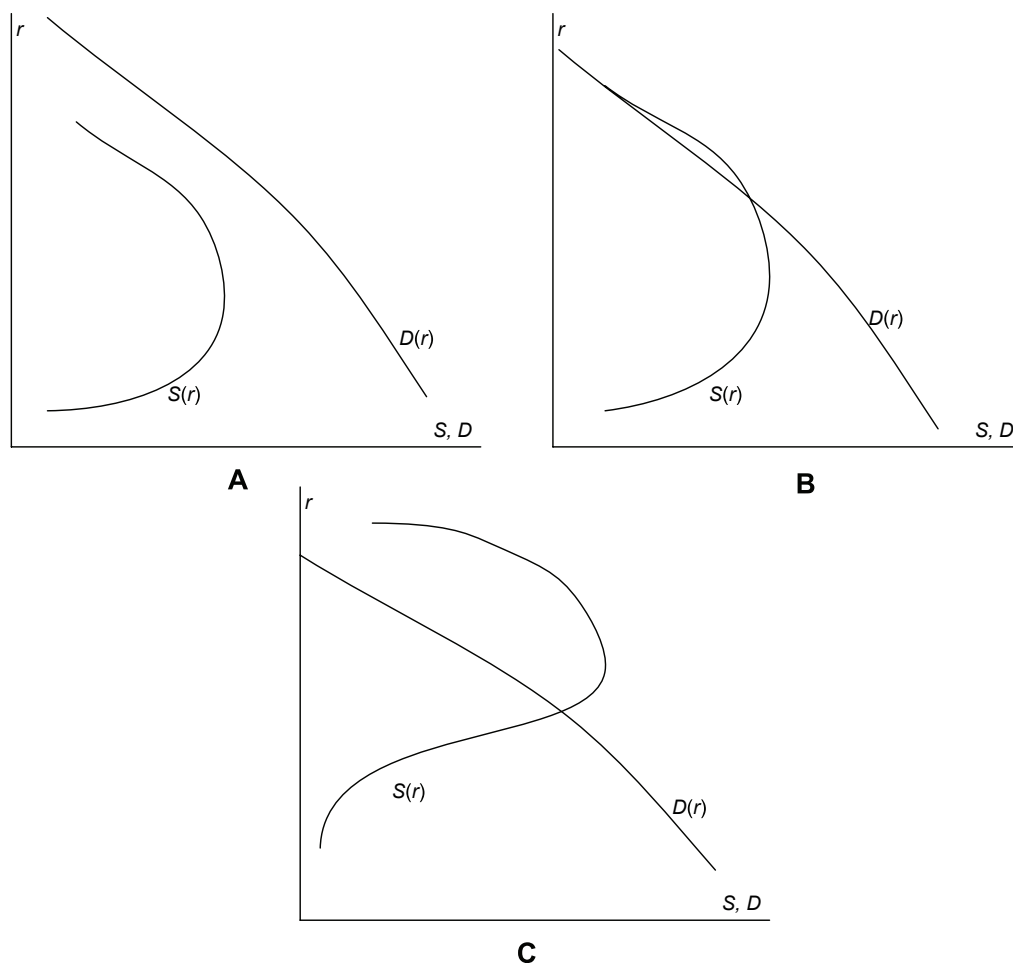 r
D(r)
S(r)
S, D
A
r
D(r)
S(r)
S, D
B
r
S(r)
D(r)
S, D
C